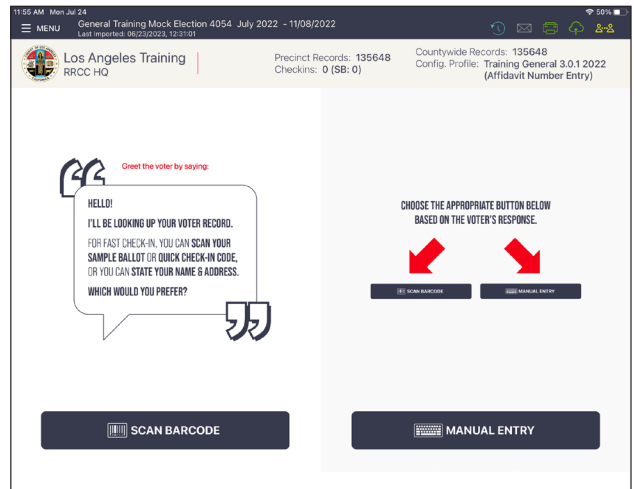 11:55 AM Mon Jul 24
50%
MENU
General Training Mock Election 4054 July 2022 - 11/08/2022
Last imported: 06/23/2023, 12:31:01
Los Angeles Training
RRCC HQ
Precinct Records: 135648
Checkins: 0 (SB: 0)
Countywide Records: 135648
Config. Profile: Training General 3.0.1 2022
(Affidavit Number Entry)
Greet the voter by saying:
HELLO!
I'LL BE LOOKING UP YOUR VOTER RECORD.
FOR FAST CHECK-IN, YOU CAN SCAN YOUR
SAMPLE BALLOT OR QUICK CHECK-IN CODE,
OR YOU CAN STATE YOUR NAME & ADDRESS.
WHICH WOULD YOU PREFER?
CHOOSE THE APPROPRIATE BUTTON BELOW
BASED ON THE VOTER'S RESPONSE.
SCAN BARCODE
MANUAL ENTRY
SCAN BARCODE
MANUAL ENTRY